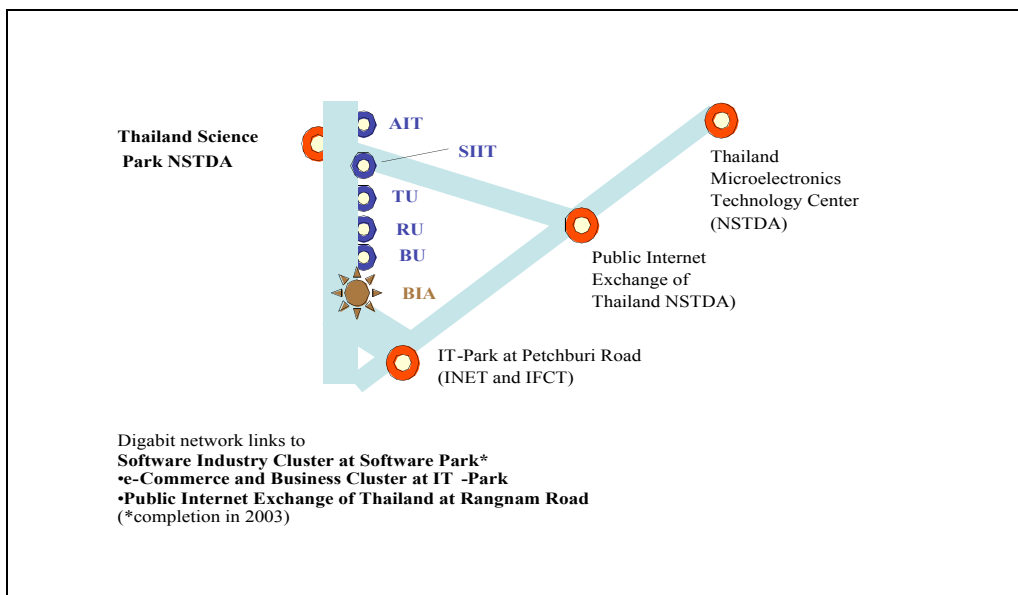 Thailand Science
Park NSTDA
AIT
SIIT
TU
RU
BU
BIA
Thailand
Microelectronics
Technology Center
(NSTDA)
Public Internet
Exchange of
Thailand NSTDA)
IT-Park at Petchburi Road
(INET and IFCT)
Digabit network links to
Software Industry Cluster at Software Park*
•e-Commerce and Business Cluster at IT -Park
•Public Internet Exchange of Thailand at Rangnam Road
(*completion in 2003)